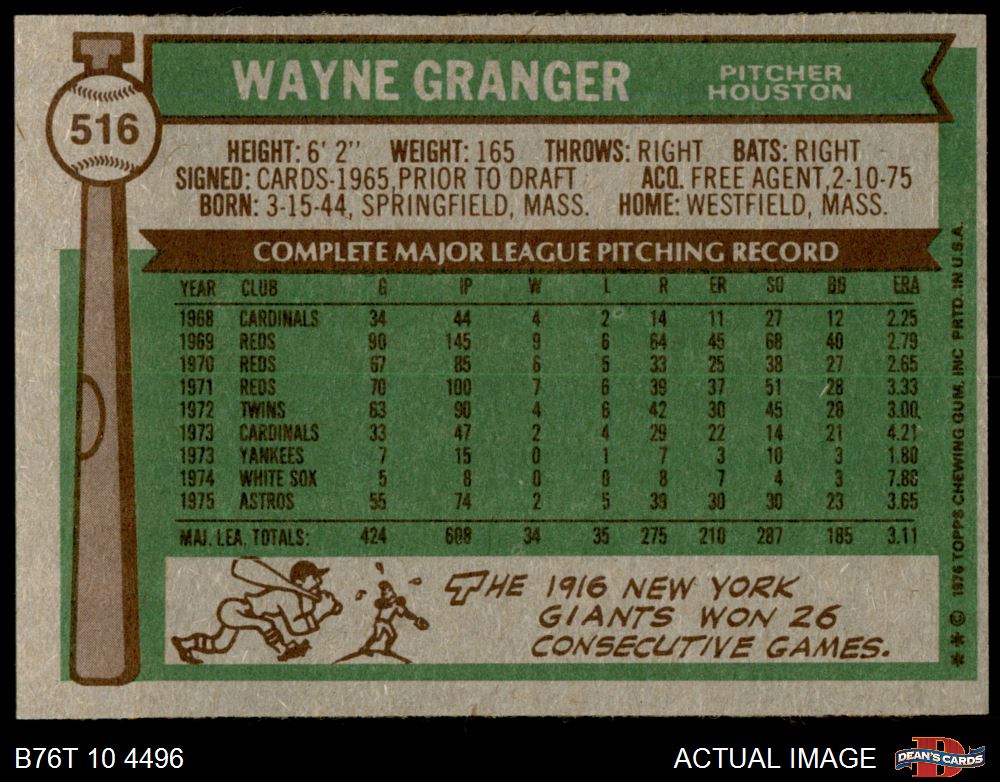 516
WAYNE GRANGER
PITCHER
HOUSTON
HEIGHT: 6' 2" WEIGHT: 165 THROWS: RIGHT BATS: RIGHT
SIGNED: CARDS-1965, PRIOR TO DRAFT ACQ. FREE AGENT, 2-10-75
BORN: 3-15-44, SPRINGFIELD, MASS. HOME: WESTFIELD, MASS.
COMPLETE MAJOR LEAGUE PITCHING RECORD
YEAR CLUB G IP W L R ER SO BB ERA
1968 CARDINALS 34 44 4 2 14 11 27 12 2.25
1969 REDS 90 145 9 6 64 45 68 40 2.79
1970 REDS 67 85 6 5 33 25 38 27 2.65
1971 REDS 70 100 7 6 39 37 51 28 3.33
1972 TWINS 63 90 4 6 42 30 45 28 3.00
1973 CARDINALS 33 47 2 4 29 22 14 21 4.21
1973 YANKEES 7 15 0 1 7 3 10 3 1.80
1974 WHITE SOX 5 8 0 0 8 7 4 3 7.88
1975 ASTROS 55 74 2 5 39 30 30 23 3.65
MAJ. LEA. TOTALS: 424 608 34 35 275 210 287 185 3.11
THE 1916 NEW YORK
GIANTS WON 26
CONSECUTIVE GAMES.
** © 1976 TOPPS CHEWING GUM, INC PRTD. IN U.S.A.
B76T 10 4496
ACTUAL IMAGE
D
DEAN'S CARDS